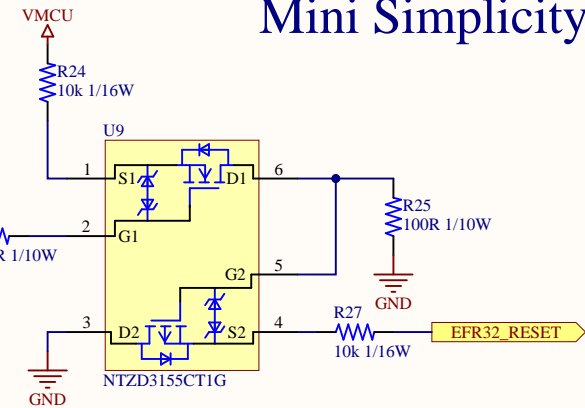 Mini Simplicity
VMCU
R24
10k 1/16W
U9
1
S1
D1
6
2
G1
R 1/10W
R25
100R 1/10W
G2
5
GND
3
D2
S2
4
R27
10k 1/16W
EFR32_RESET
NTZD3155CT1G
GND